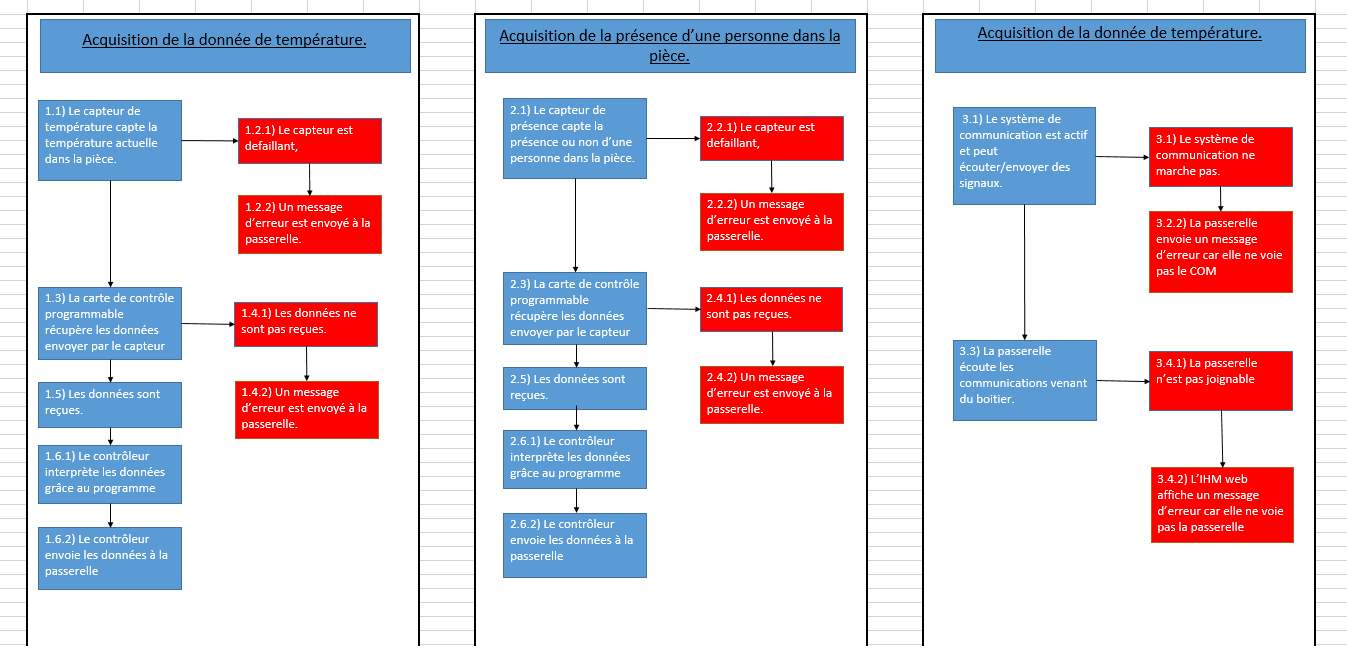 Acquisition de la donnée de température.
1.1) Le capteur de
température capte la
température actuelle
dans la pièce.
1.2.1) Le capteur est
defaillant,
1.2.2) Un message
d’erreur est envoyé à la
passerelle.
1.3) La carte de contrôle
programmable
récupère les données
envoyer par le capteur
1.4.1) Les données ne
sont pas reçues.
1.4.2) Un message
d’erreur est envoyé à la
passerelle.
1.5) Les données sont
reçues.
1.6.1) Le contrôleur
interprète les données
grâce au programme
1.6.2) Le contrôleur
envoie les données à la
passerelle
Acquisition de la présence d’une personne dans la
pièce.
2.1) Le capteur de
présence capte la
présence ou non d’une
personne dans la pièce.
2.2.1) Le capteur est
defaillant,
2.2.2) Un message
d’erreur est envoyé à la
passerelle.
2.3) La carte de contrôle
programmable
récupère les données
envoyer par le capteur
2.4.1) Les données ne
sont pas reçues.
2.4.2) Un message
d’erreur est envoyé à la
passerelle.
2.5) Les données sont
reçues.
2.6.1) Le contrôleur
interprète les données
grâce au programme
2.6.2) Le contrôleur
envoie les données à la
passerelle
Acquisition de la donnée de température.
3.1) Le système de
communication est actif
et peut
écouter/envoyer des
signaux.
3.1) Le système de
communication ne
marche pas.
3.2.2) La passerelle
envoie un message
d’erreur car elle ne voie
pas le COM
3.3) La passerelle
écoute les
communications venant
du boitier.
3.4.1) La passerelle
n’est pas joignable
3.4.2) L’IHM web
affiche un message
d’erreur car elle ne voie
pas la passerelle